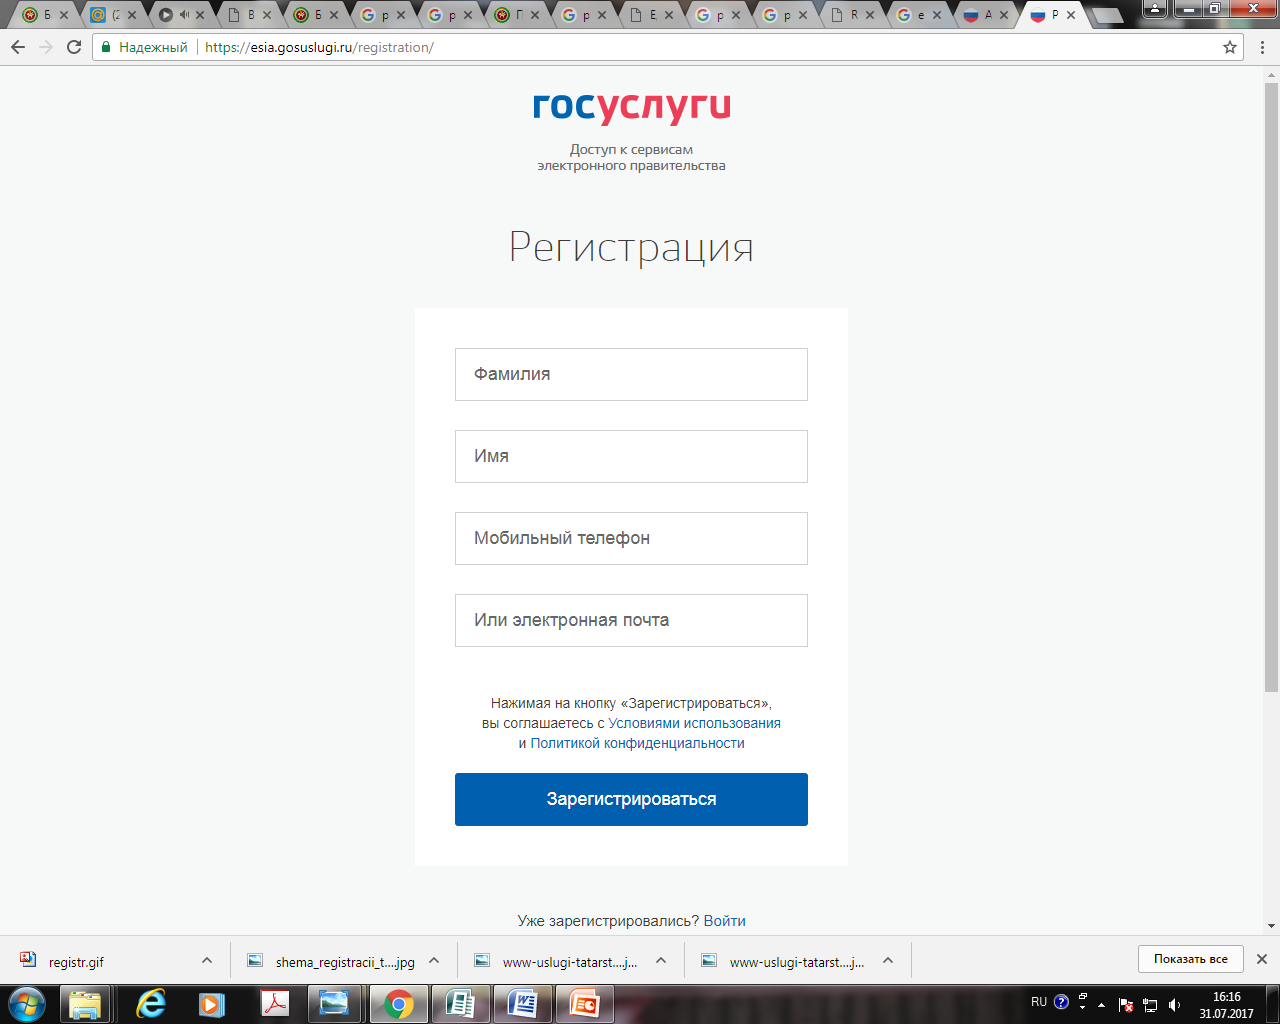 Б
(2
В
Б
р
р
П
р
Е
р
р
R
е
А
Р
Надежный
https://esia.gosuslugi.ru/registration/
госуслуги
Доступ к сервисам
электронного правительства
Регистрация
Фамилия
Имя
Мобильный телефон
Или электронная почта
Нажимая на кнопку «Зарегистрироваться»,
вы соглашаетесь с Условиями использования
и Политикой конфиденциальности
Зарегистрироваться
Уже зарегистрировались? Войти
registr.gif
shema_registracii_t....jpg
www-uslugi-tatarst....j...
www-uslugi-tatarst....j...
Показать все
RU
16:16
31.07.2017